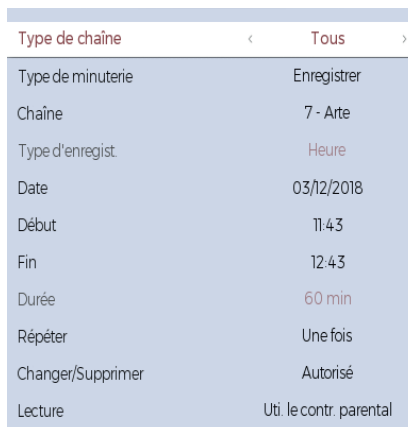 Type de chaîne ‹ Tous ›
Type de minuterie Enregistrer
Chaîne 7 - Arte
Type d'enregist. Heure
Date 03/12/2018
Début 11:43
Fin 12:43
Durée 60 min
Répéter Une fois
Changer/Supprimer Autorisé
Lecture Uti. le contr. parental